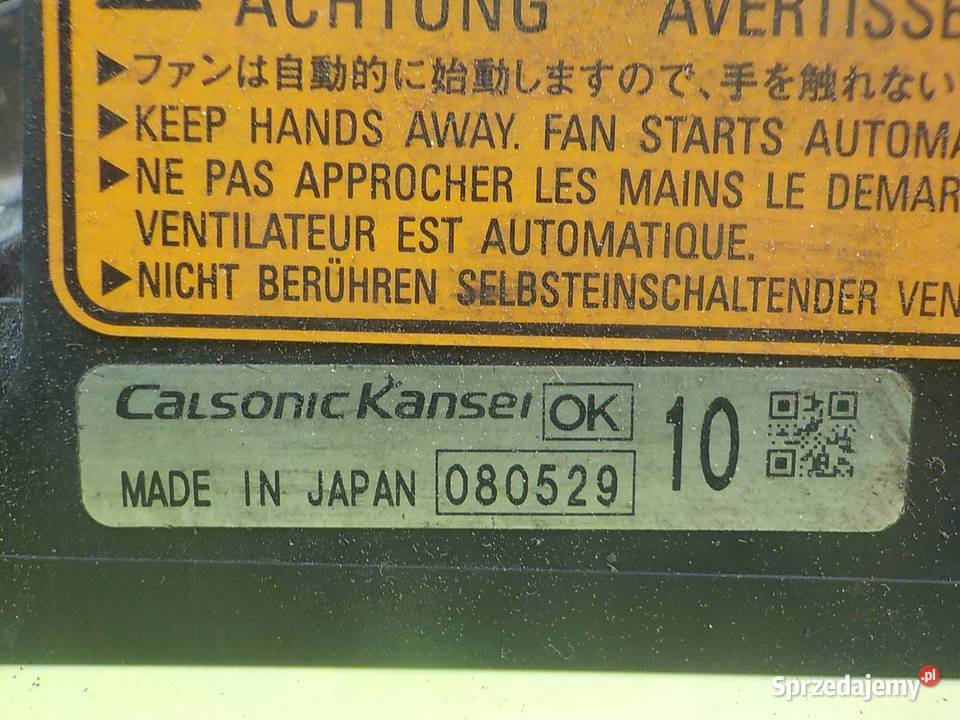 ACHTUNG AVERTISSE
▶ファンは自動的に始動しますので、手を触れない
▶KEEP HANDS AWAY. FAN STARTS AUTOMA
▶NE PAS APPROCHER LES MAINS LE DEMAR
VENTILATEUR EST AUTOMATIQUE.
▶NICHT BERÜHREN SELBSTEINSCHALTENDER VEN
CALSONIC KANSEI OK 10
MADE IN JAPAN 080529
Sprzedajemy.pl